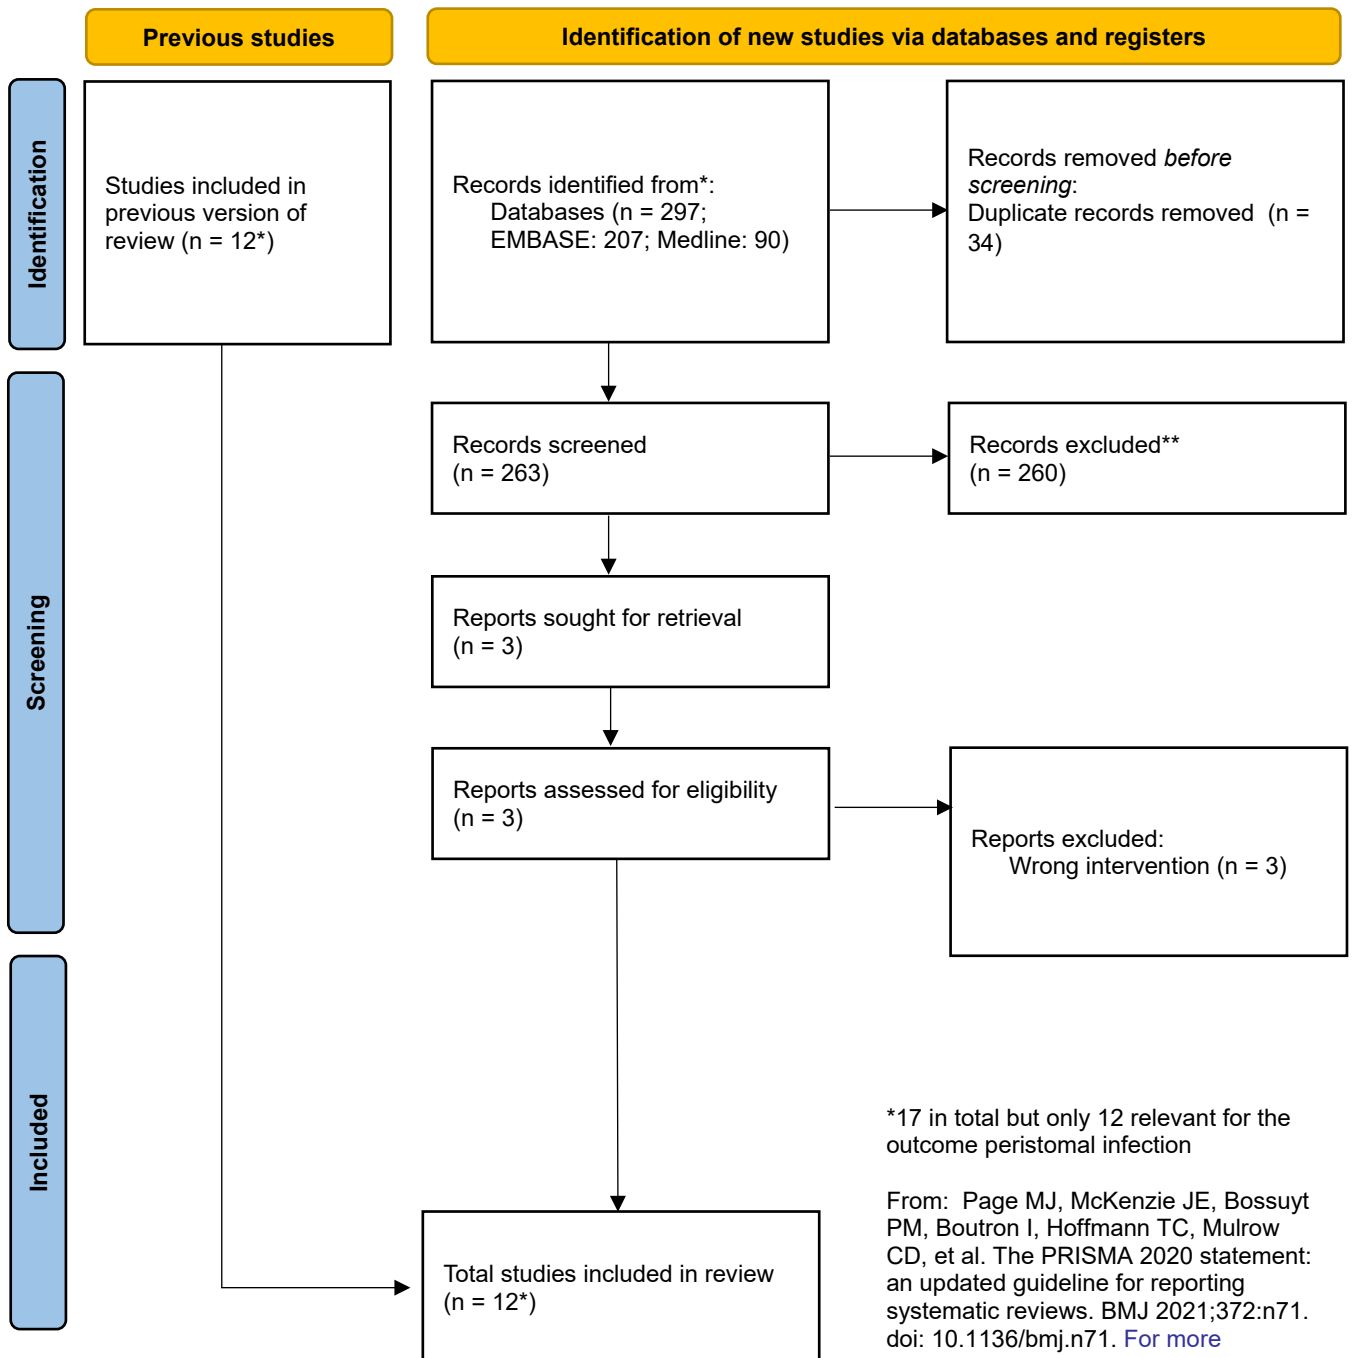 Previous studies
Identification of new studies via databases and registers
Identification
Studies included in
previous version of
review (n = 12*)
Records identified from*:
Databases (n = 297;
EMBASE: 207; Medline: 90)
Records removed before
screening:
Duplicate records removed (n =
34)
Screening
Records screened
(n = 263)
Records excluded**
(n = 260)
Reports sought for retrieval
(n = 3)
Reports assessed for eligibility
(n = 3)
Reports excluded:
Wrong intervention (n = 3)
Included
Total studies included in review
(n = 12*)
*17 in total but only 12 relevant for the
outcome peristomal infection
From: Page MJ, McKenzie JE, Bossuyt
PM, Boutron I, Hoffmann TC, Mulrow
CD, et al. The PRISMA 2020 statement:
an updated guideline for reporting
systematic reviews. BMJ 2021;372:n71.
doi: 10.1136/bmj.n71. For more